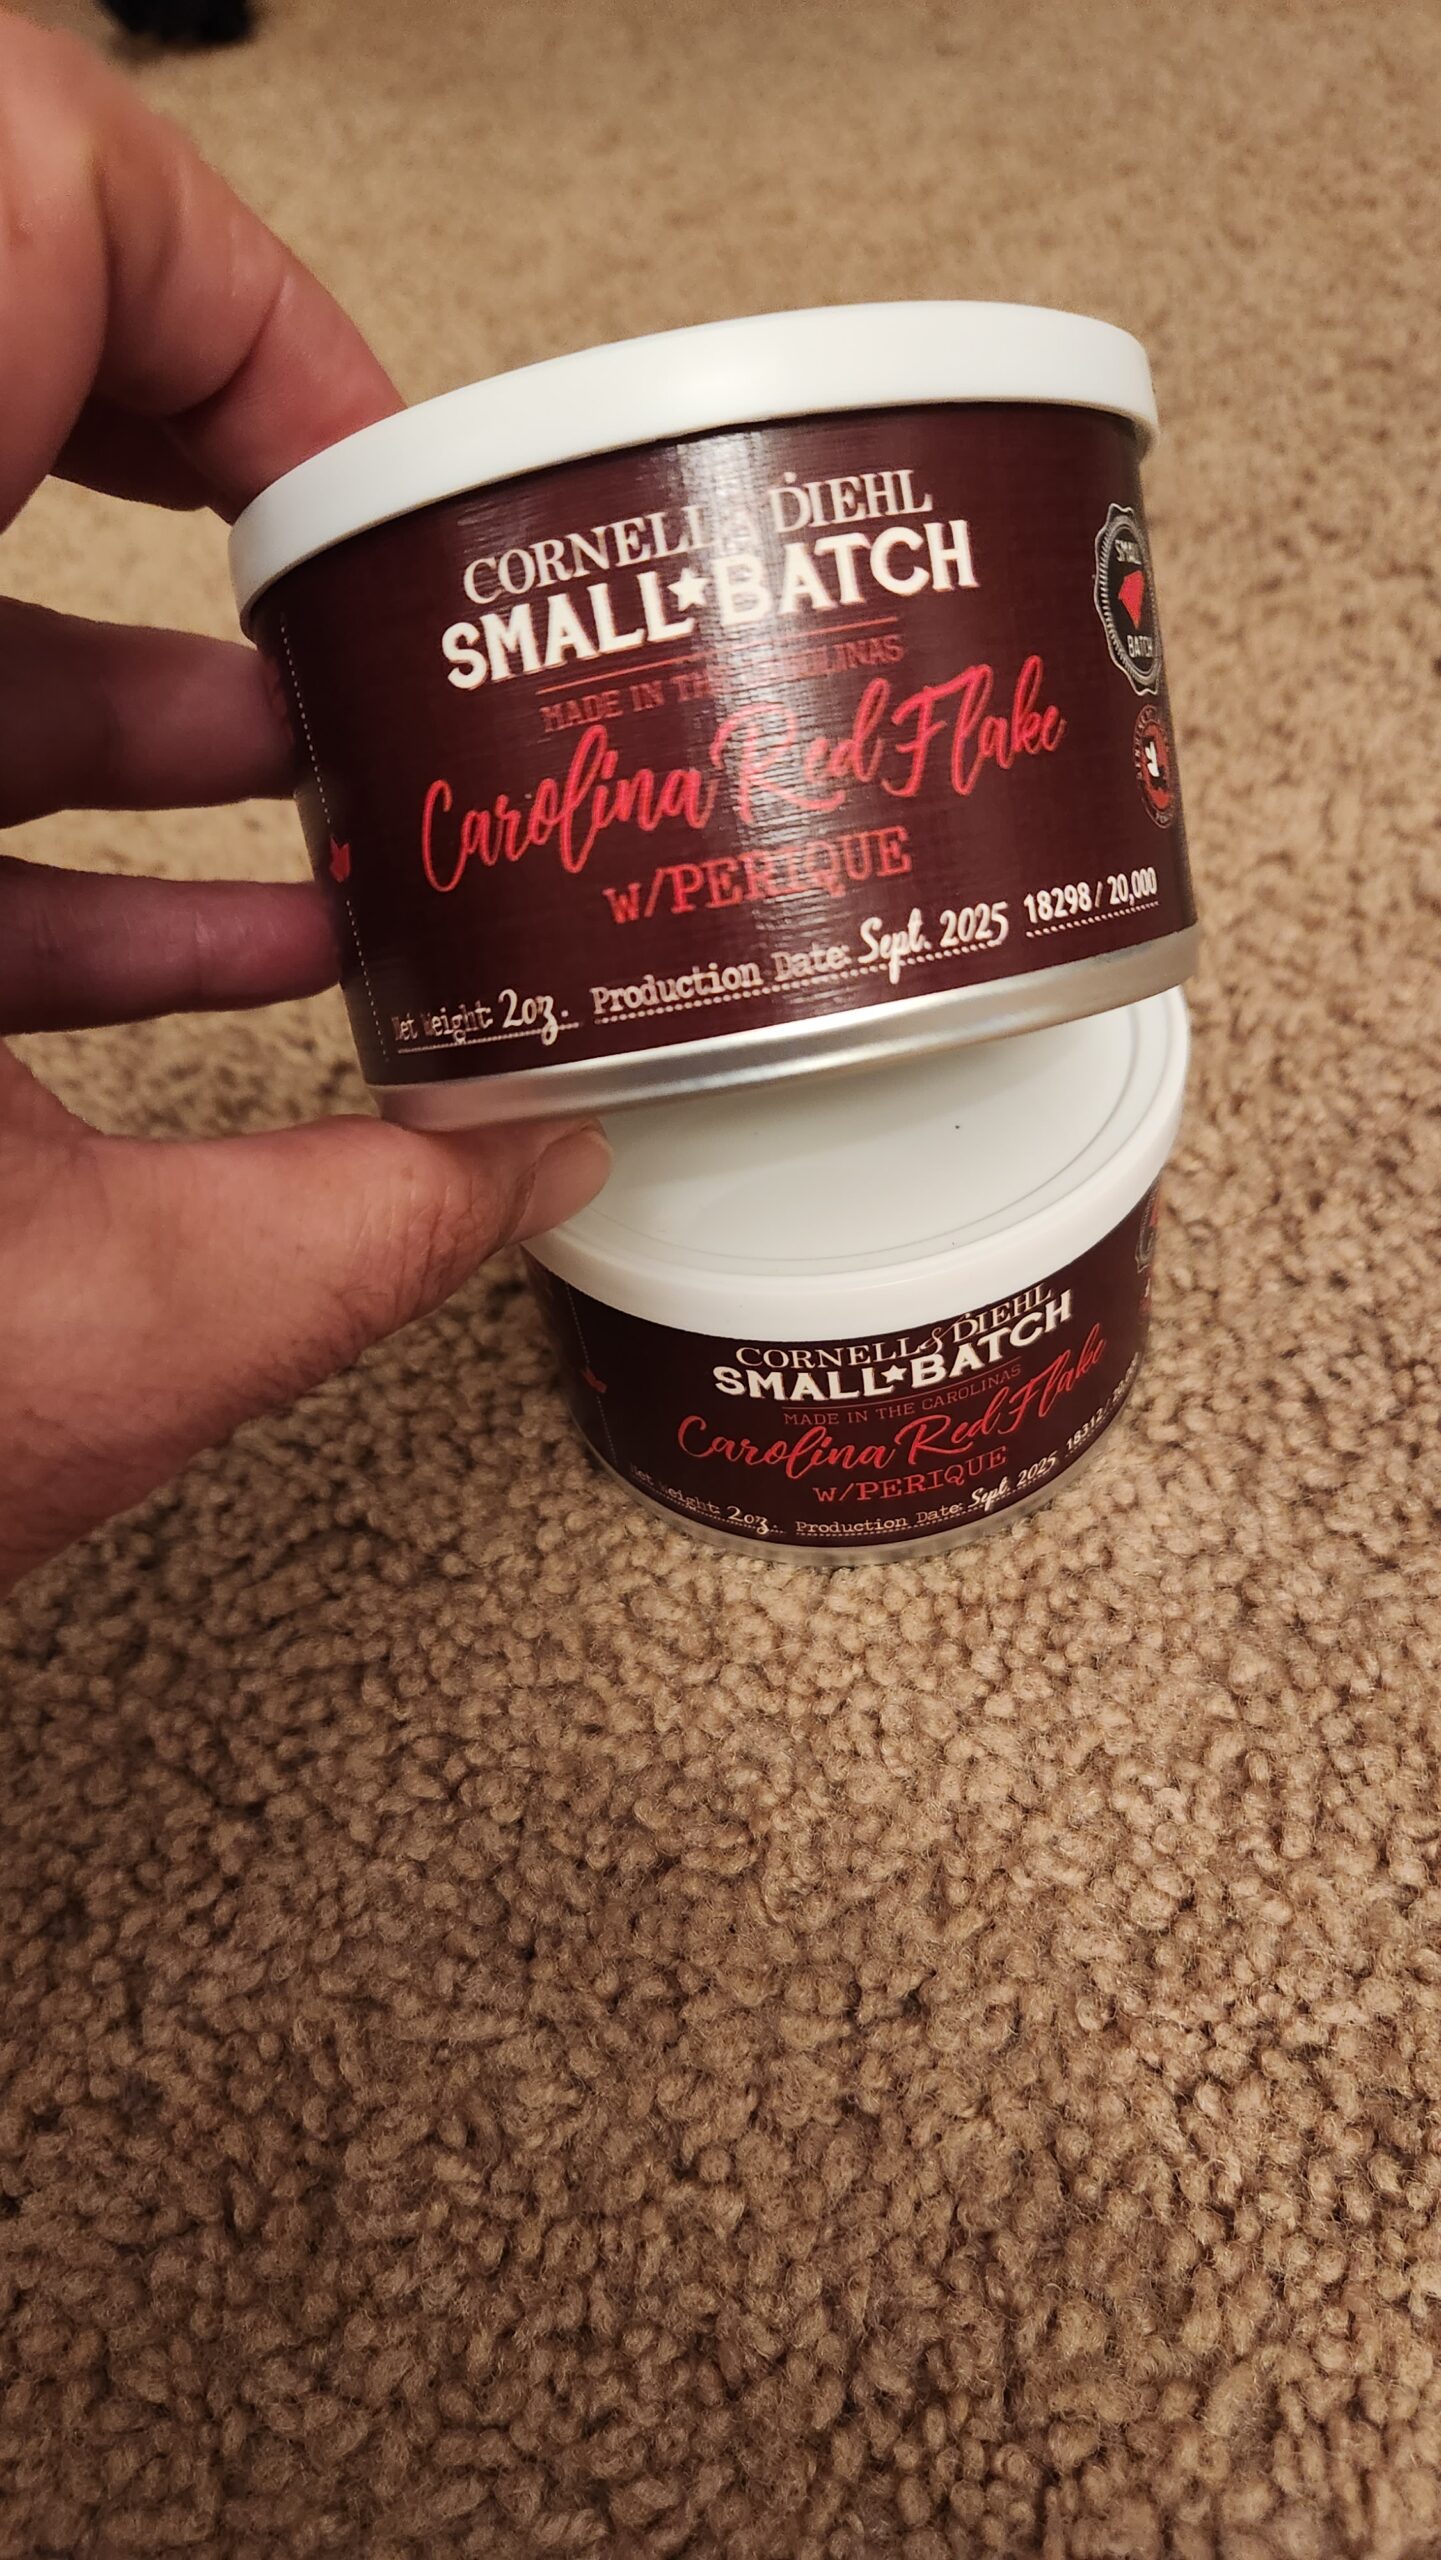 CORNELL & DIEHL
SMALL★BATCH
MADE IN THE CAROLINAS
Carolina Red Flake
W/PERIQUE
Net Weight: 2oz. Production Date: Sept. 2025 18298 / 20,000
SMALL
BATCH
CORNELL & DIEHL
SMALL★BATCH
MADE IN THE CAROLINAS
Carolina Red Flake
W/PERIQUE
Net Weight: 2oz. Production Date: Sept. 2025 18312 /